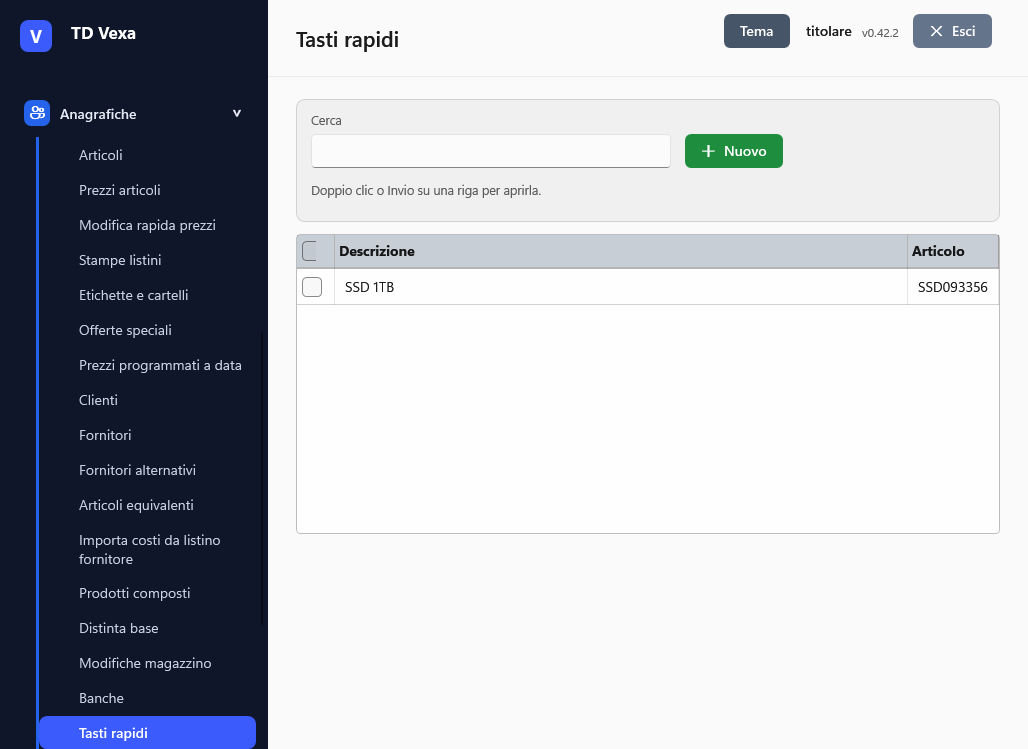 V TD Vexa
Tasti rapidi
Tema
titolare v0.42.2
Esci
Anagrafiche
Articoli
Prezzi articoli
Modifica rapida prezzi
Stampe listini
Etichette e cartelli
Offerte speciali
Prezzi programmati a data
Clienti
Fornitori
Fornitori alternativi
Articoli equivalenti
Importa costi da listino
fornitore
Prodotti composti
Distinta base
Modifiche magazzino
Banche
Tasti rapidi
Cerca
Nuovo
Doppio clic o Invio su una riga per aprirla.
Descrizione Articolo
SSD 1TB SSD093356